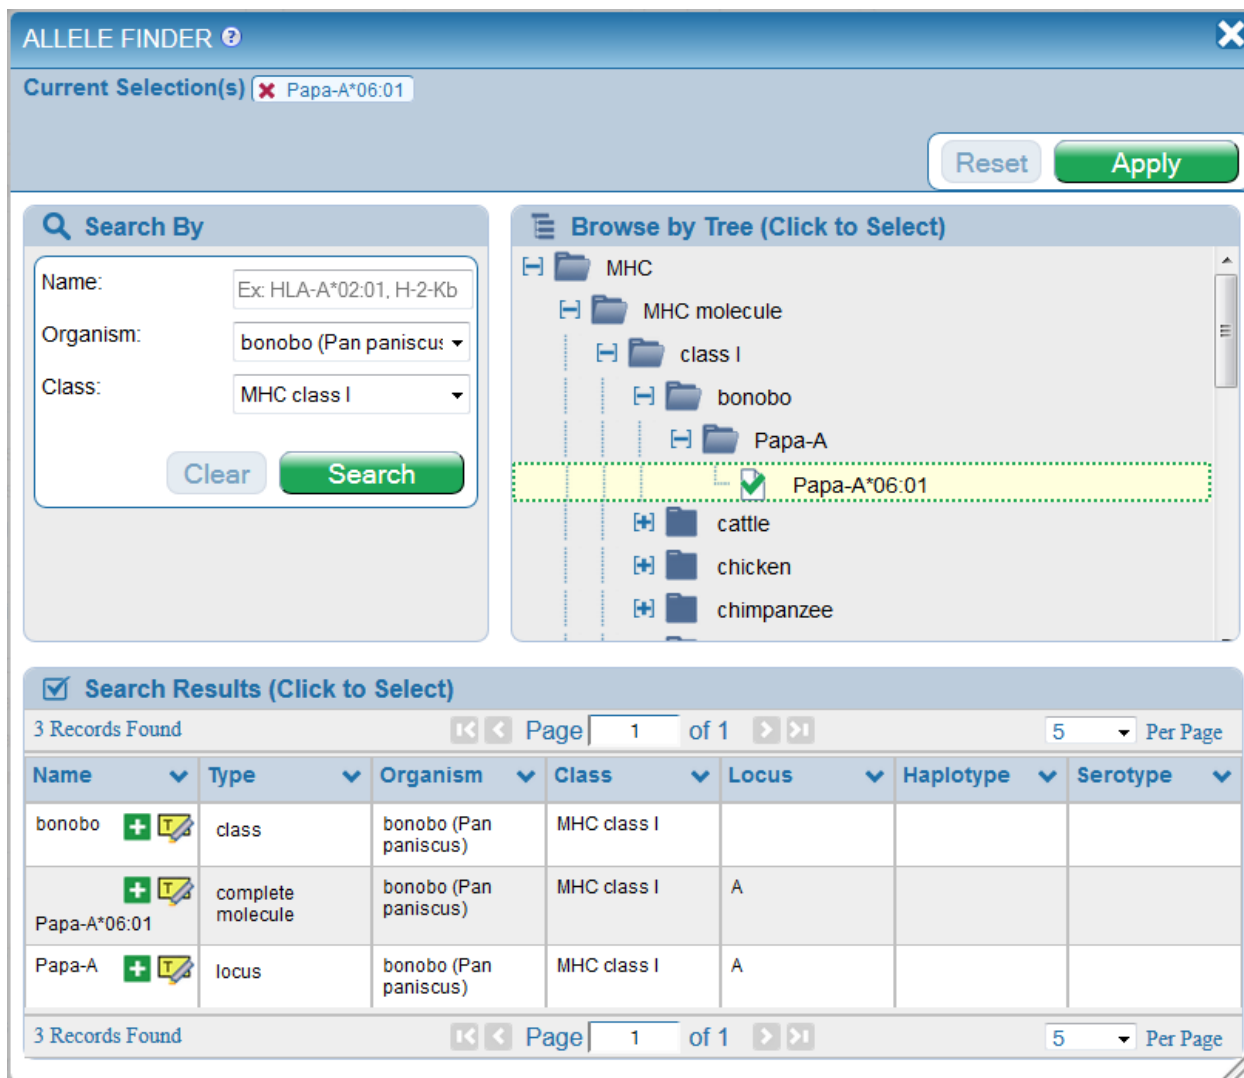 ALLELE FINDER ?
Current Selection(s) Papa-A*06:01
Reset Apply
Search By
Name: Ex: HLA-A*02:01, H-2-Kb
Organism: bonobo (Pan paniscus
Class: MHC class I
Clear Search
Browse by Tree (Click to Select)
MHC
MHC molecule
class I
bonobo
Papa-A
Papa-A*06:01
cattle
chicken
chimpanzee
Search Results (Click to Select)
3 Records Found Page 1 of 1 5 Per Page
Name Type Organism Class Locus Haplotype Serotype
bonobo T class bonobo (Pan paniscus) MHC class I
Papa-A*06:01 T complete molecule bonobo (Pan paniscus) MHC class I A
Papa-A T locus bonobo (Pan paniscus) MHC class I A
3 Records Found Page 1 of 1 5 Per Page